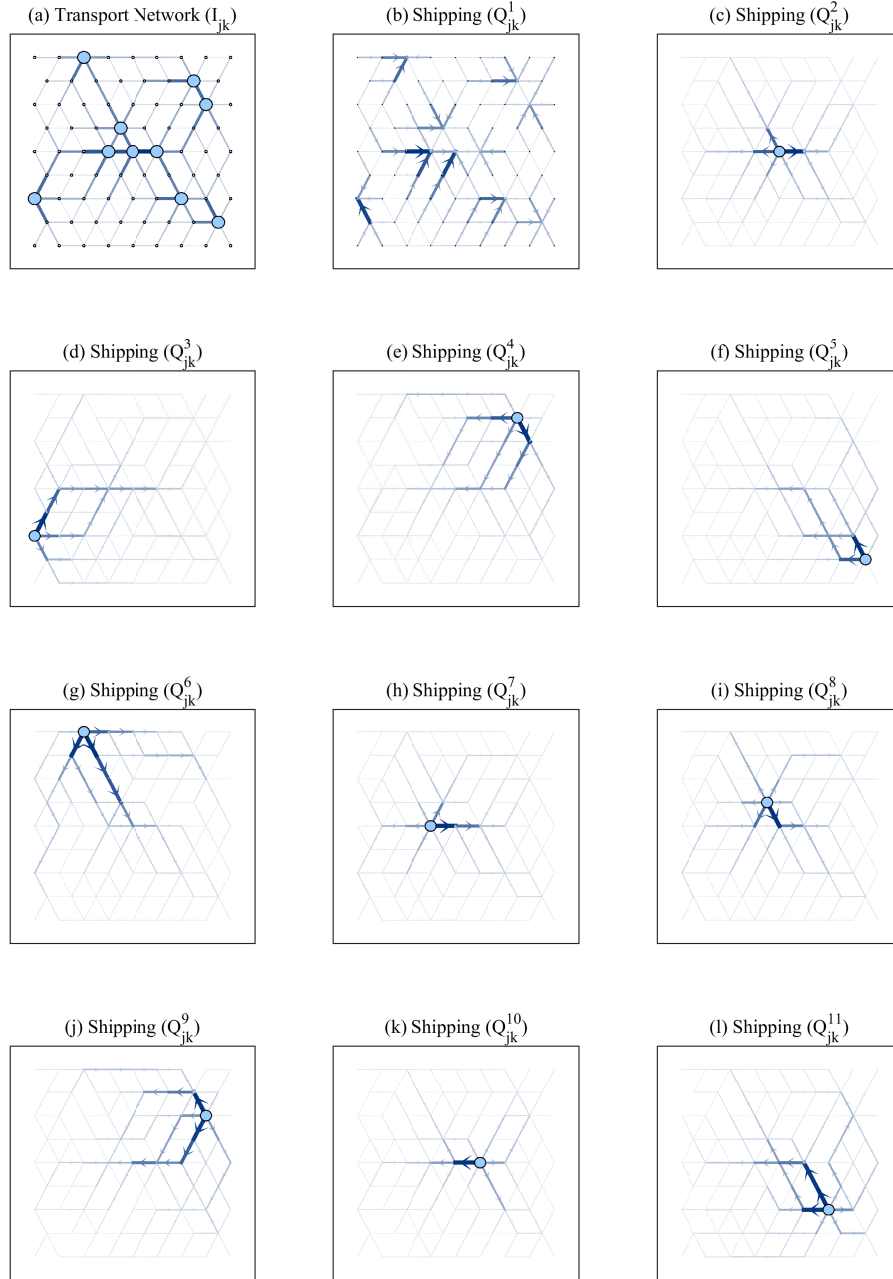 (a) Transport Network (I_jk)
(b) Shipping (Q^1_jk)
(c) Shipping (Q^2_jk)
(d) Shipping (Q^3_jk)
(e) Shipping (Q^4_jk)
(f) Shipping (Q^5_jk)
(g) Shipping (Q^6_jk)
(h) Shipping (Q^7_jk)
(i) Shipping (Q^8_jk)
(j) Shipping (Q^9_jk)
(k) Shipping (Q^10_jk)
(l) Shipping (Q^11_jk)